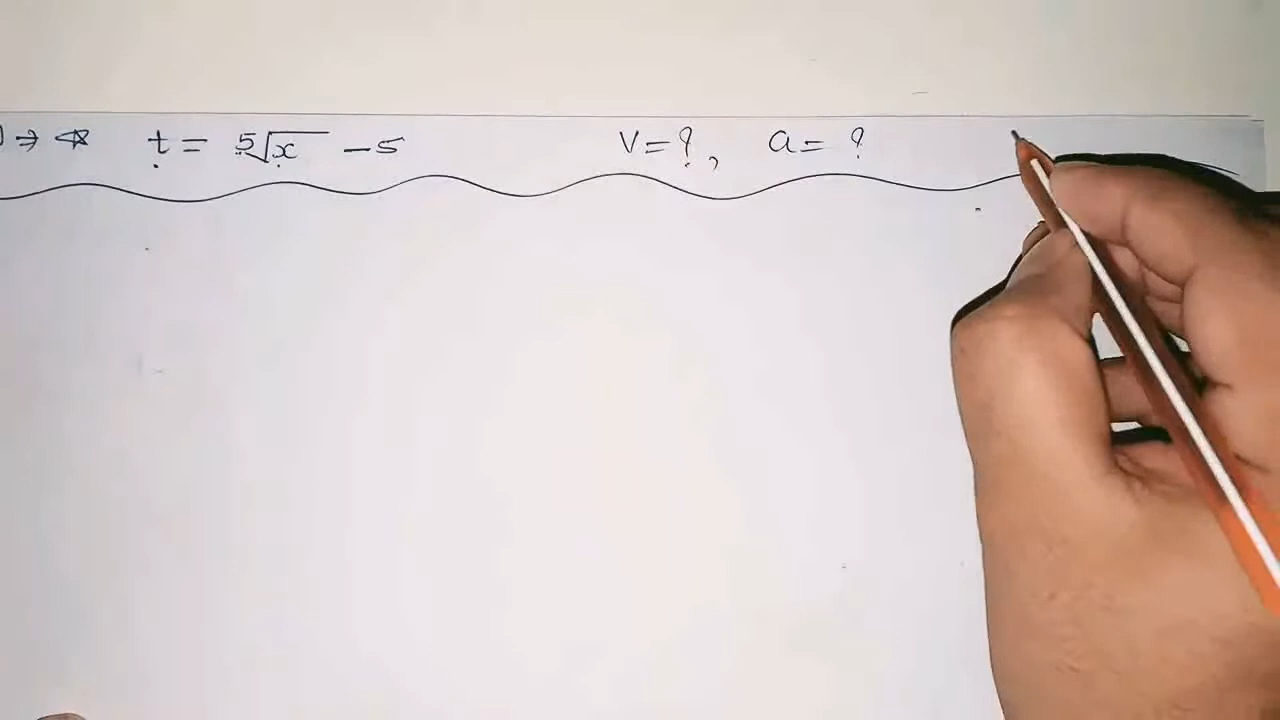 ⇒ t = 5√x - 5 v = ?, a = ?